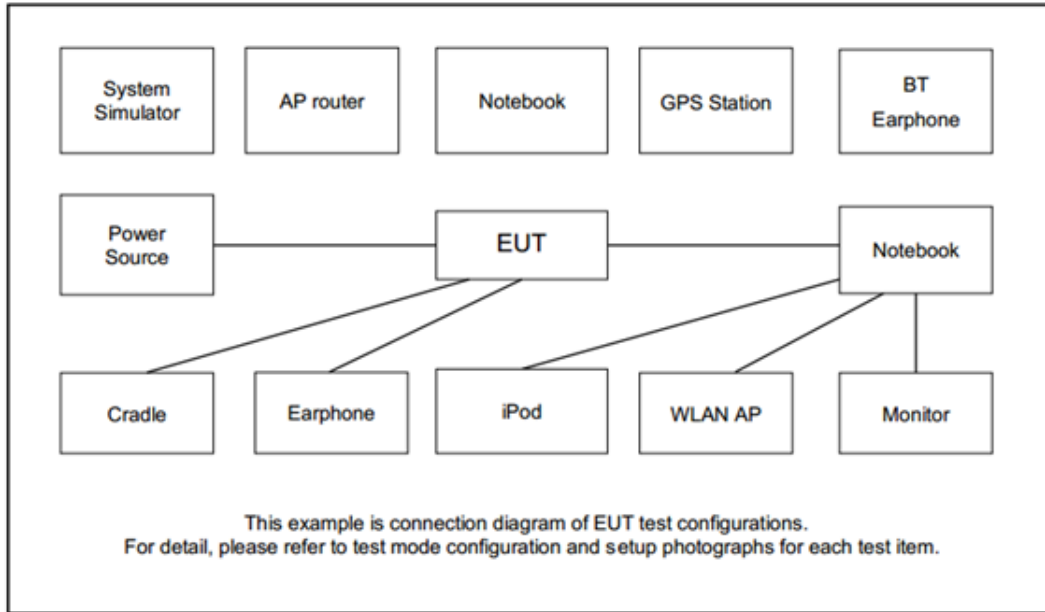 System
Simulator
AP router
Notebook
GPS Station
BT
Earphone
Power
Source
EUT
Notebook
Cradle
Earphone
iPod
WLAN AP
Monitor
This example is connection diagram of EUT test configurations.
For detail, please refer to test mode configuration and setup photographs for each test item.